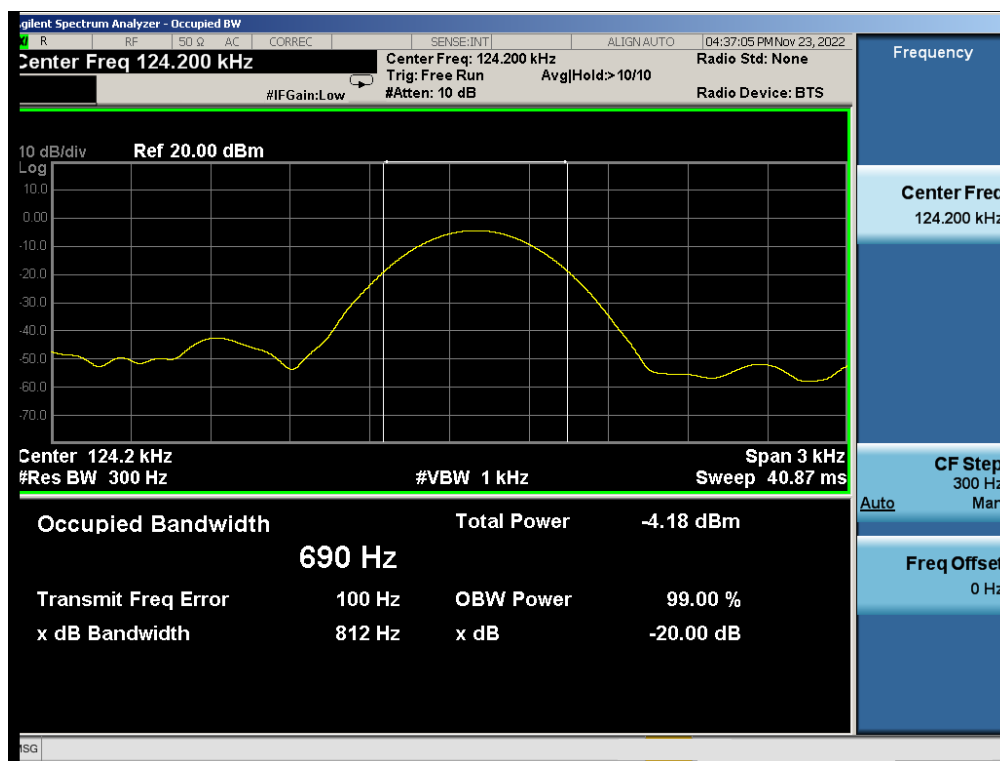 gilent Spectrum Analyzer - Occupied BW
R RF 50 Ω AC CORREC SENSE:INT ALIGN AUTO 04:37:05 PM Nov 23, 2022
Center Freq 124.200 kHz
Center Freq: 124.200 kHz
Radio Std: None
Trig: Free Run Avg|Hold:>10/10
#IFGain:Low
#Atten: 10 dB
Radio Device: BTS
10 dB/div Ref 20.00 dBm
Log
10.0
0.00
-10.0
-20.0
-30.0
-40.0
-50.0
-60.0
-70.0
Center 124.2 kHz Span 3 kHz
#Res BW 300 Hz #VBW 1 kHz Sweep 40.87 ms
Occupied Bandwidth Total Power -4.18 dBm
690 Hz
Transmit Freq Error 100 Hz OBW Power 99.00 %
x dB Bandwidth 812 Hz x dB -20.00 dB
Frequency
Center Freq
124.200 kHz
CF Step
300 Hz
Auto Man
Freq Offset
0 Hz
MSG